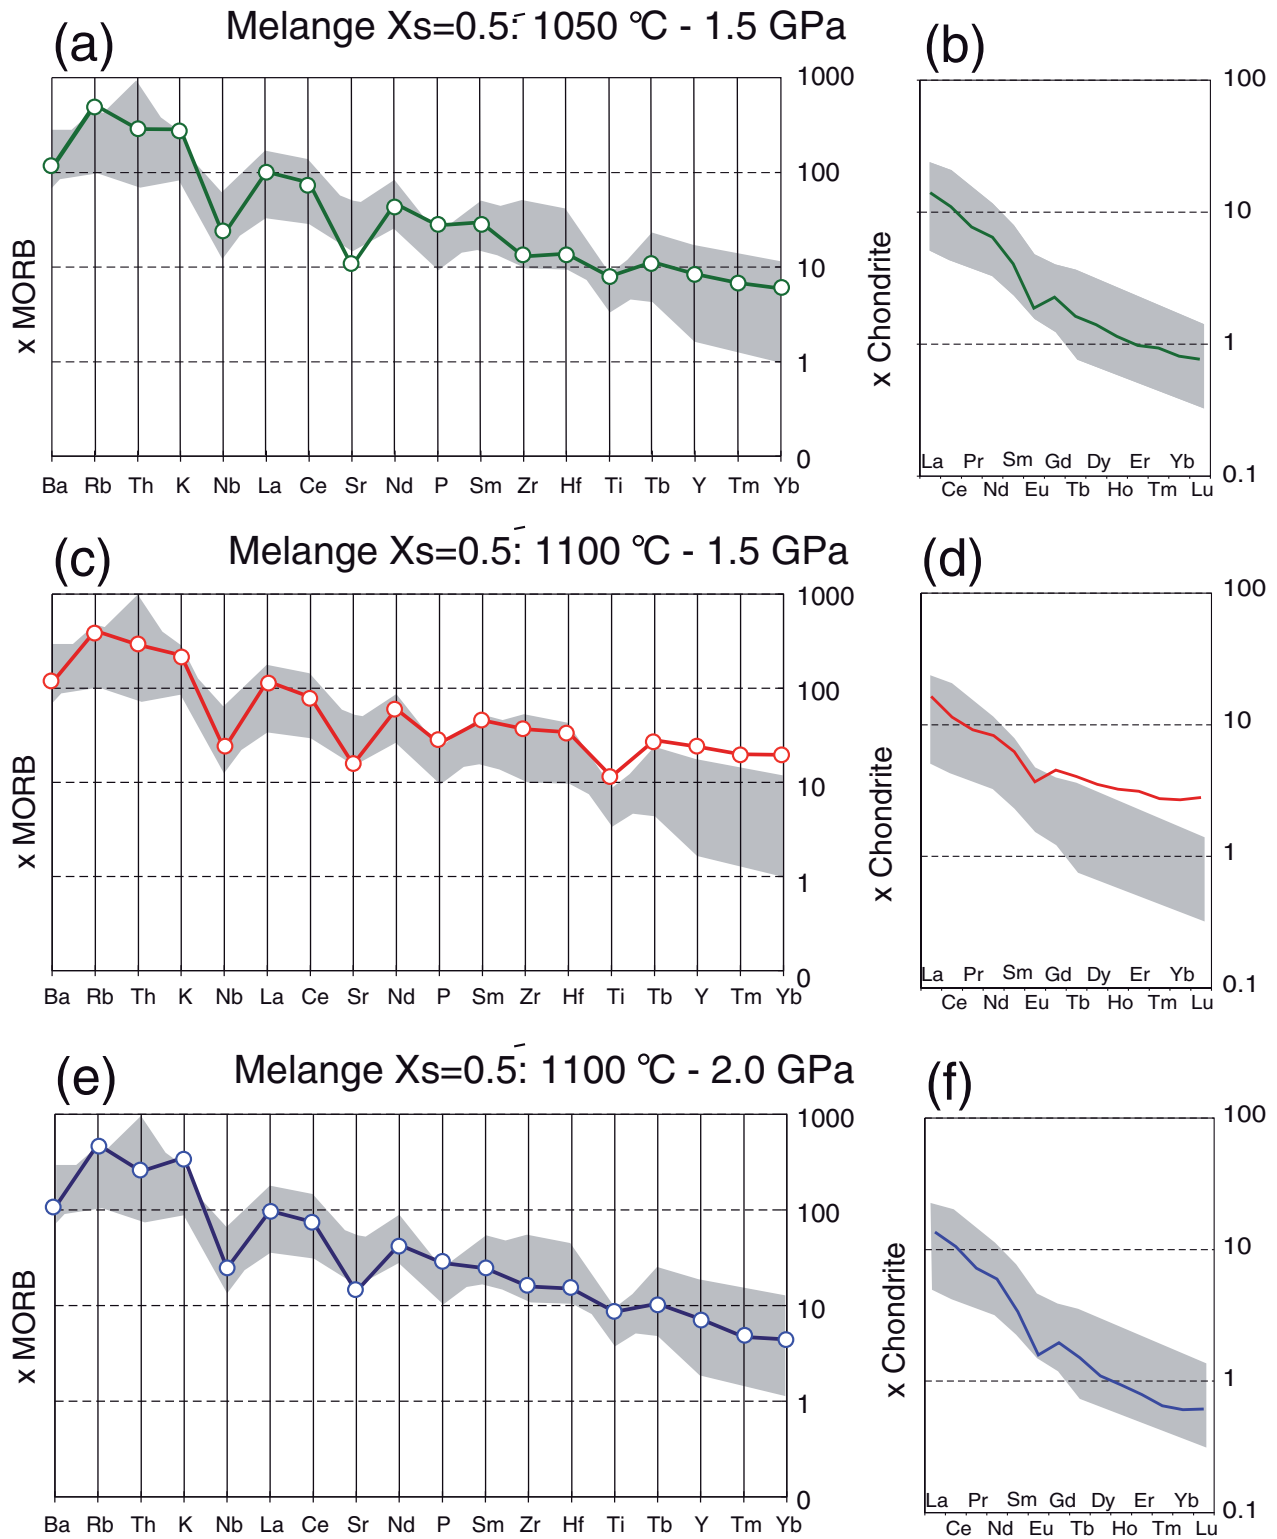 (a) Melange Xs=0.5: 1050 °C - 1.5 GPa (b)
1000
100
10
1
0
x MORB
Ba Rb Th K Nb La Ce Sr Nd P Sm Zr Hf Ti Tb Y Tm Yb
100
10
1
0.1
x Chondrite
La Pr Sm Gd Dy Er Yb
Ce Nd Eu Tb Ho Tm Lu
(c) Melange Xs=0.5: 1100 °C - 1.5 GPa (d)
1000
100
10
1
0
x MORB
Ba Rb Th K Nb La Ce Sr Nd P Sm Zr Hf Ti Tb Y Tm Yb
100
10
1
0.1
x Chondrite
La Pr Sm Gd Dy Er Yb
Ce Nd Eu Tb Ho Tm Lu
(e) Melange Xs=0.5: 1100 °C - 2.0 GPa (f)
1000
100
10
1
0
x MORB
Ba Rb Th K Nb La Ce Sr Nd P Sm Zr Hf Ti Tb Y Tm Yb
100
10
1
0.1
x Chondrite
La Pr Sm Gd Dy Er Yb
Ce Nd Eu Tb Ho Tm Lu